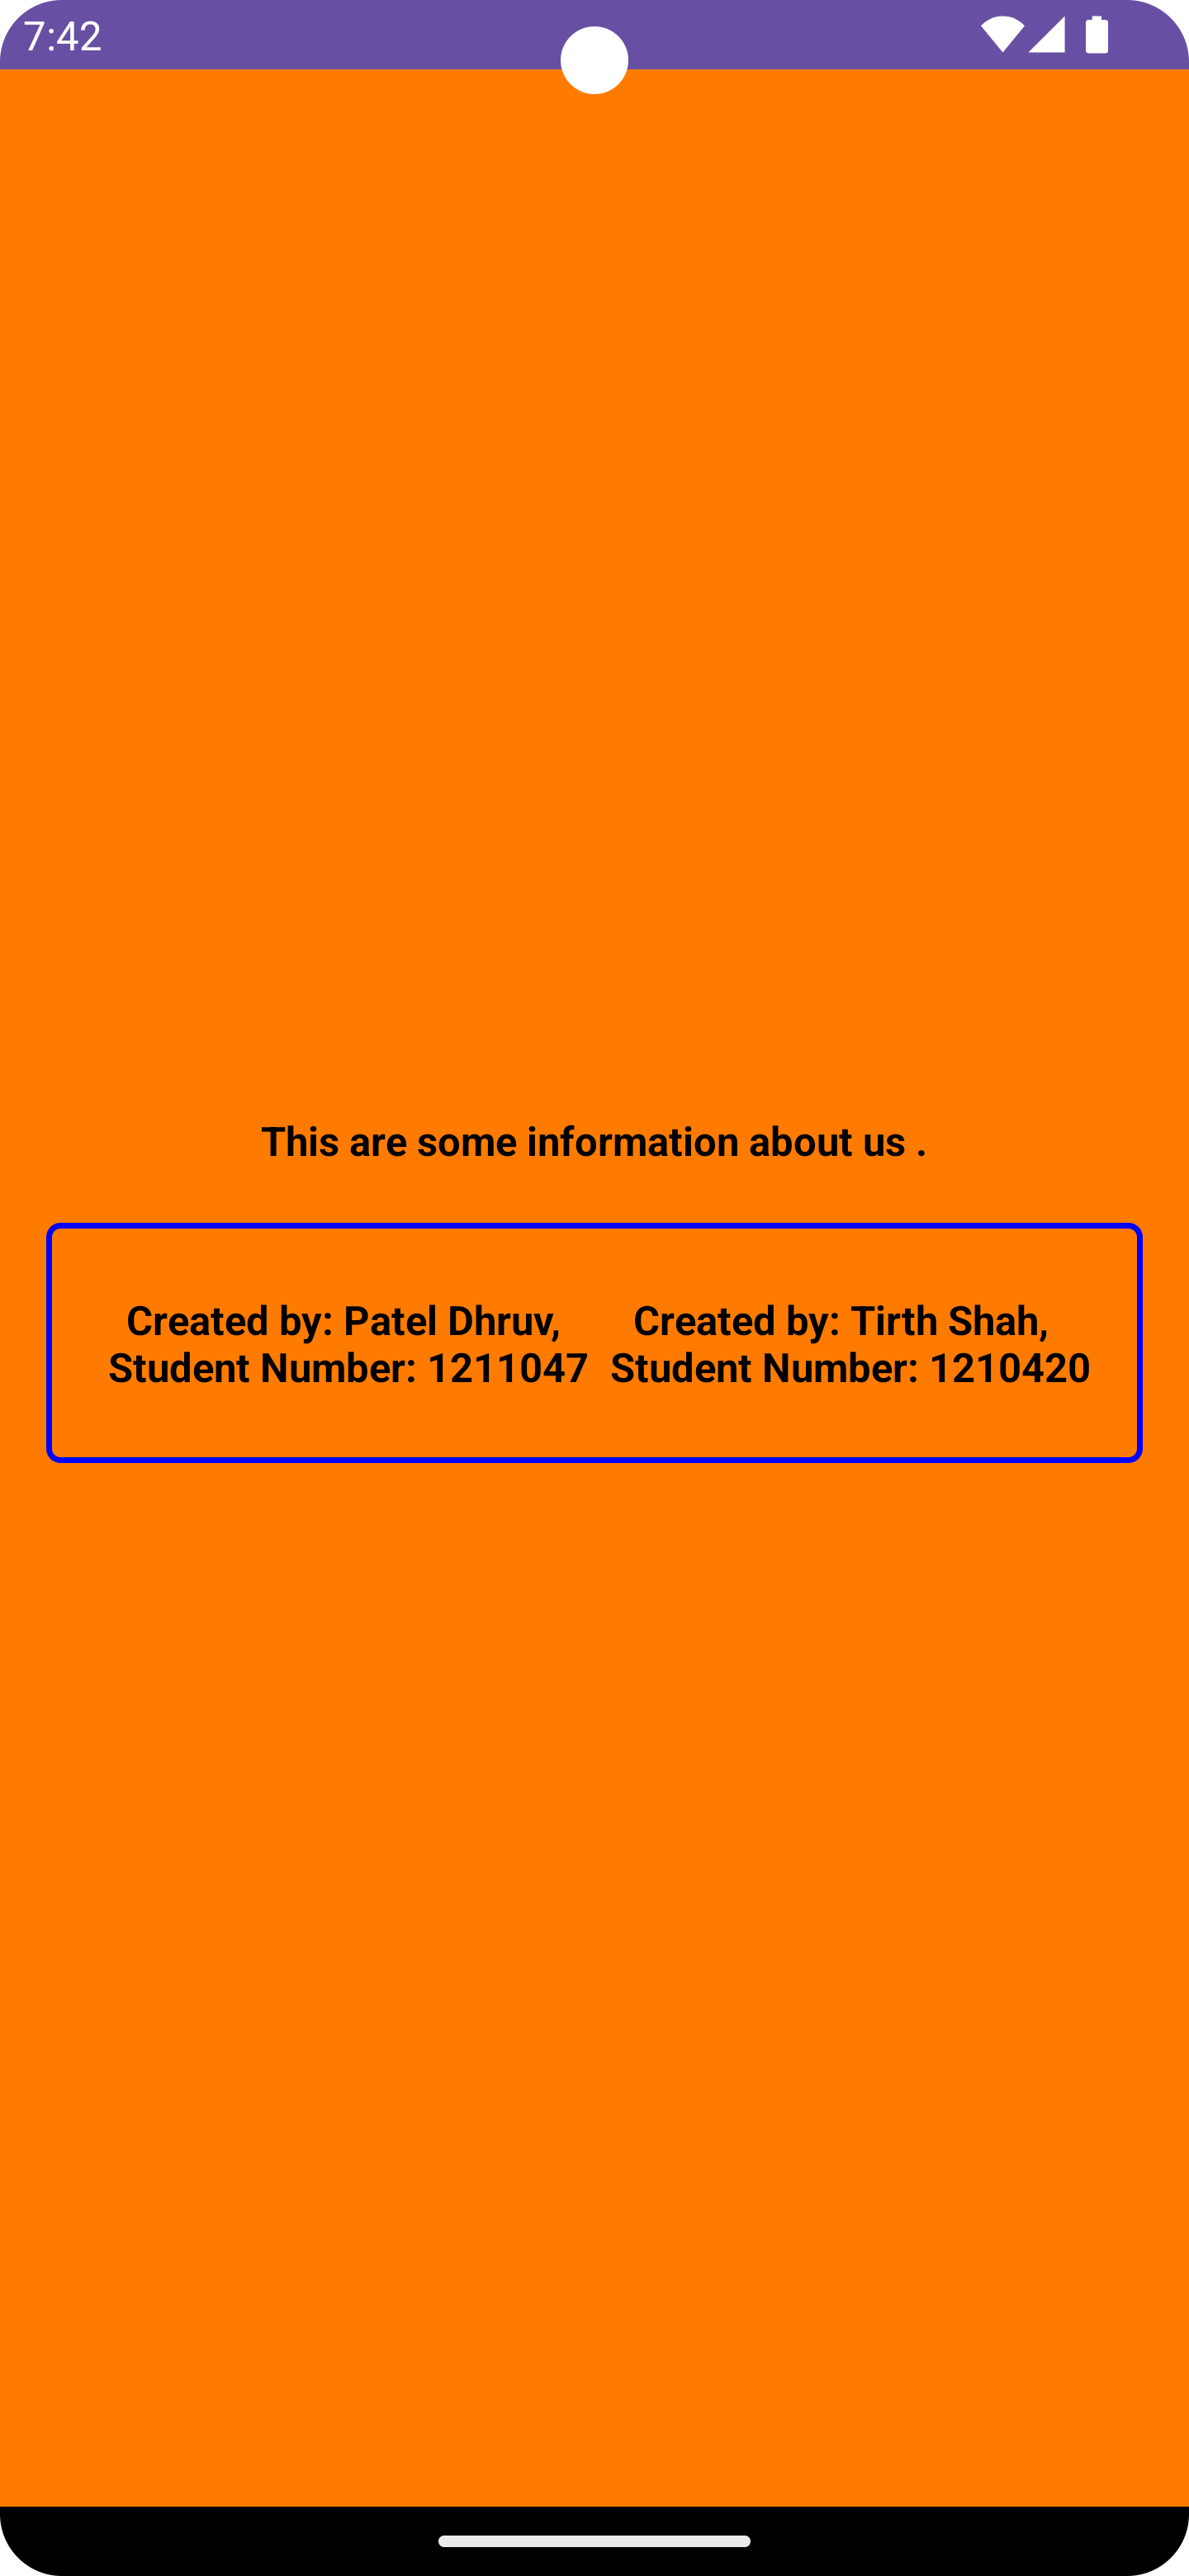 7:42
This are some information about us .
Created by: Patel Dhruv,
Student Number: 1211047
Created by: Tirth Shah,
Student Number: 1210420